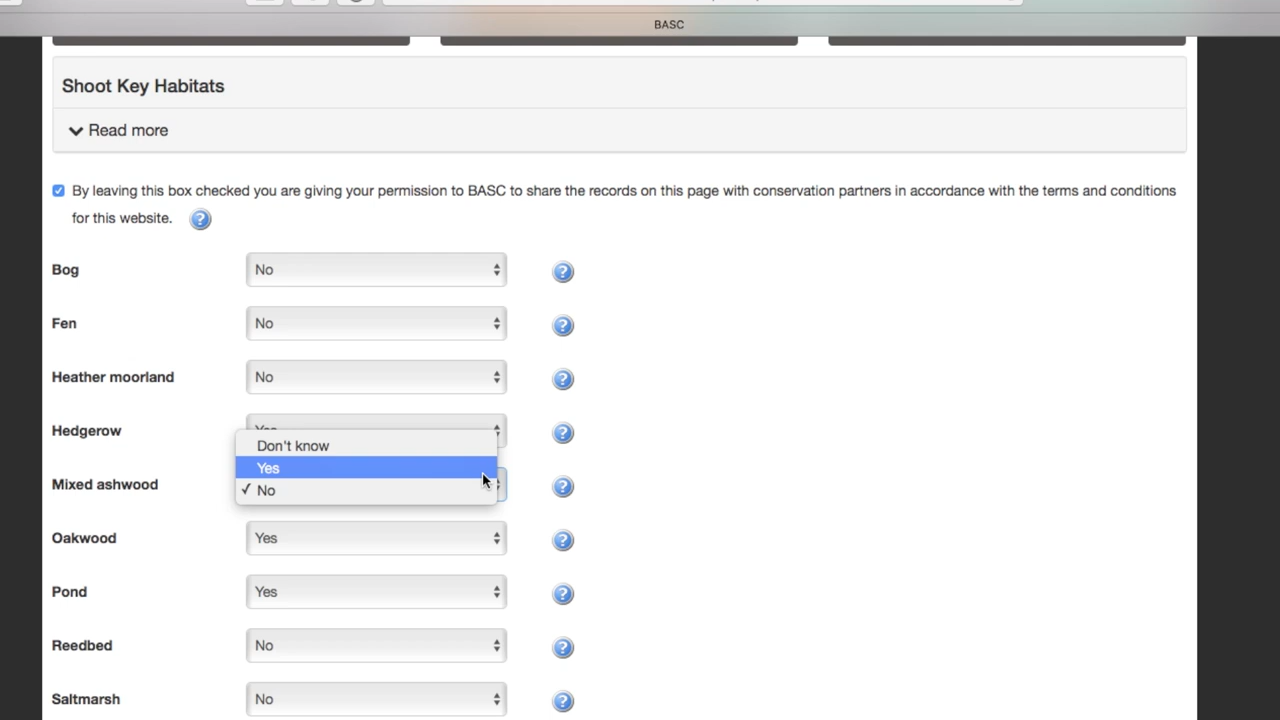 BASC
Shoot Key Habitats
Read more
By leaving this box checked you are giving your permission to BASC to share the records on this page with conservation partners in accordance with the terms and conditions
for this website.
Bog No
Fen No
Heather moorland No
Hedgerow Yes
Don't know
Yes
Mixed ashwood
✓ No
Oakwood Yes
Pond Yes
Reedbed No
Saltmarsh No